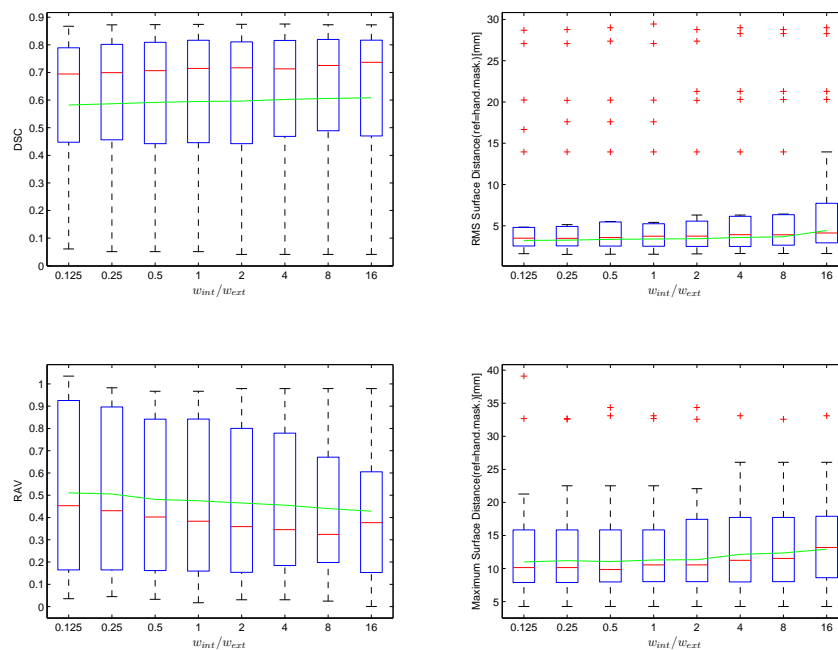 0.9
0.8
0.7
0.6
0.5
0.4
0.3
0.2
0.1
0
DSC
0.125 0.25 0.5 1 2 4 8 16
w_int/w_ext
30
25
20
15
10
5
RMS Surface Distance(ref=hand.mask.)[mm]
0.125 0.25 0.5 1 2 4 8 16
w_int/w_ext
1
0.9
0.8
0.7
0.6
0.5
0.4
0.3
0.2
0.1
0
RAV
0.125 0.25 0.5 1 2 4 8 16
w_int/w_ext
40
35
30
25
20
15
10
5
Maximum Surface Distance(ref=hand.mask.)[mm]
0.125 0.25 0.5 1 2 4 8 16
w_int/w_ext